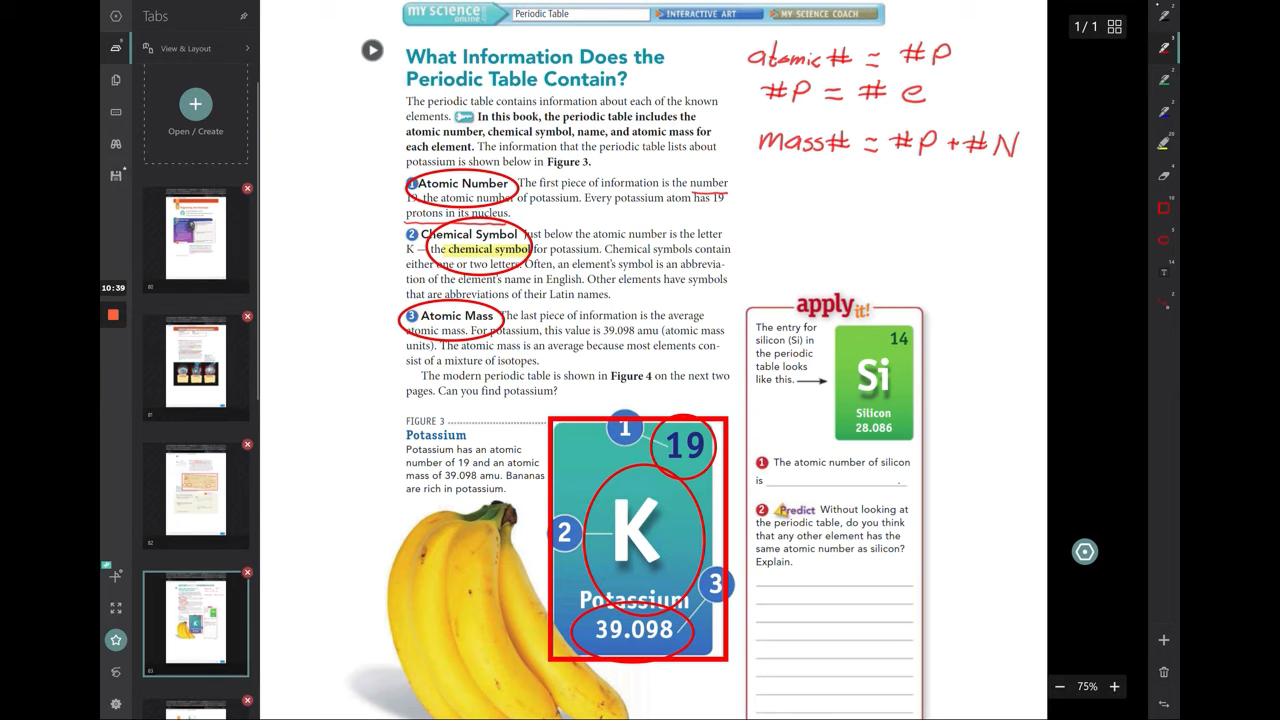 Tabs
View & Layout
Open / Create
80
81
82
83
10:39
MY SCIENCE
ONLINE
Periodic Table
INTERACTIVE ART
MY SCIENCE COACH
1/1
What Information Does the
Periodic Table Contain?
The periodic table contains information about each of the known
elements. In this book, the periodic table includes the
atomic number, chemical symbol, name, and atomic mass for
each element. The information that the periodic table lists about
potassium is shown below in Figure 3.
1 Atomic Number The first piece of information is the number
19, the atomic number of potassium. Every potassium atom has 19
protons in its nucleus.
2 Chemical Symbol Just below the atomic number is the letter
K — the chemical symbol for potassium. Chemical symbols contain
either one or two letters. Often, an element's symbol is an abbrevia-
tion of the element's name in English. Other elements have symbols
that are abbreviations of their Latin names.
3 Atomic Mass The last piece of information is the average
atomic mass. For potassium, this value is 39.098 amu (atomic mass
units). The atomic mass is an average because most elements con-
sist of a mixture of isotopes.
The modern periodic table is shown in Figure 4 on the next two
pages. Can you find potassium?
FIGURE 3
Potassium
Potassium has an atomic
number of 19 and an atomic
mass of 39.098 amu. Bananas
are rich in potassium.
1
19
2
K
3
Potassium
39.098
atomic # = # P
# P = # e
mass # = # P + # N
apply it!
The entry for
silicon (Si) in
the periodic
table looks
like this.
14
Si
Silicon
28.086
1 The atomic number of silicon
is .
2 Predict Without looking at
the periodic table, do you think
that any other element has the
same atomic number as silicon?
Explain.
75%